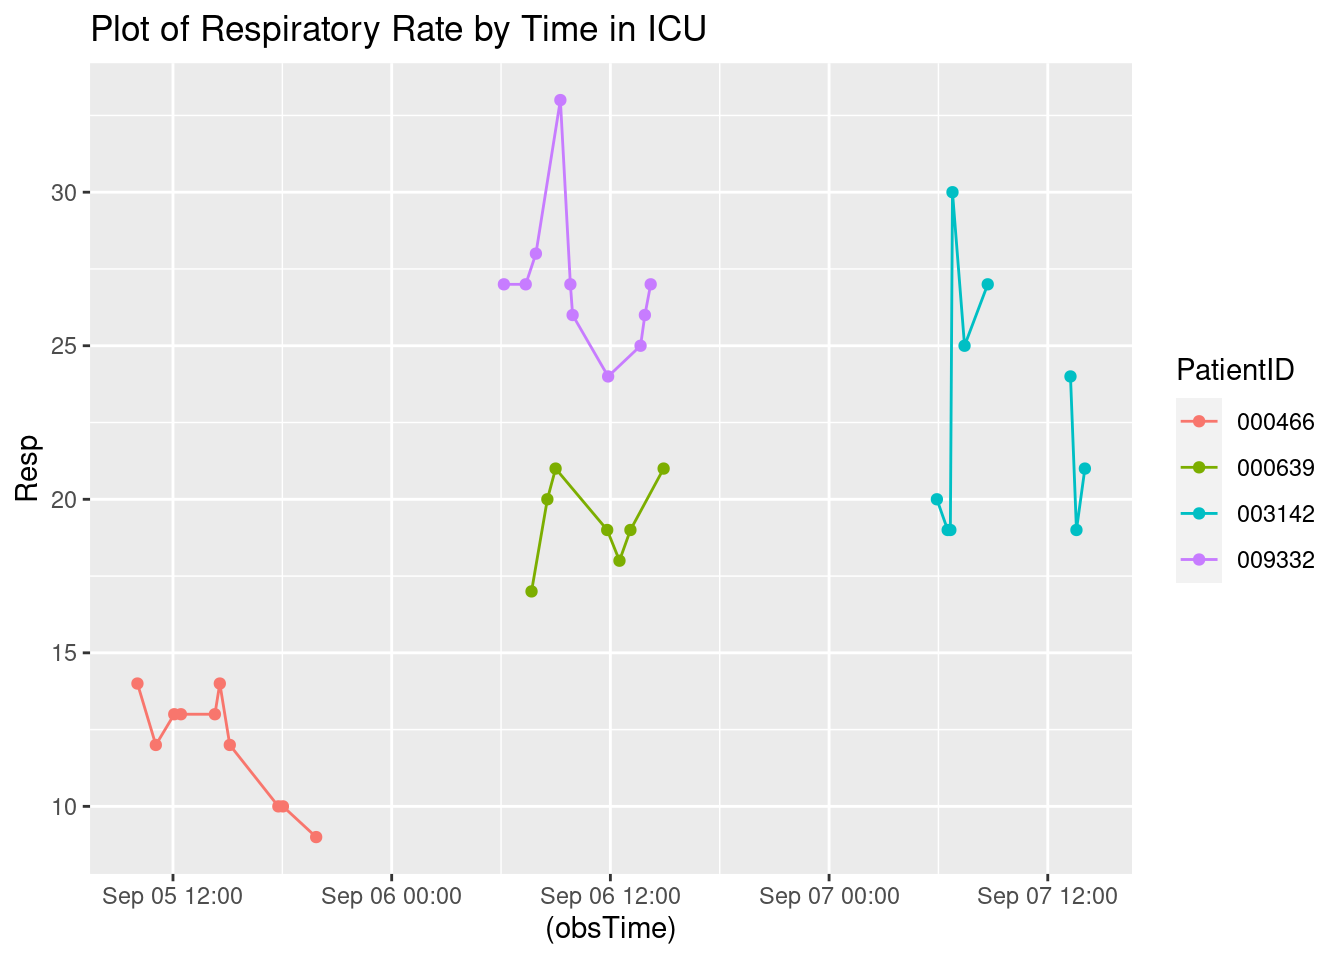 Plot of Respiratory Rate by Time in ICU
Resp
30
25
20
15
10
Sep 05 12:00 Sep 06 00:00 Sep 06 12:00 Sep 07 00:00 Sep 07 12:00
(obsTime)
PatientID
000466
000639
003142
009332